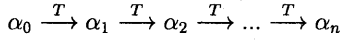 α₀ —T→ α₁ —T→ α₂ —T→ ... —T→ αₙ